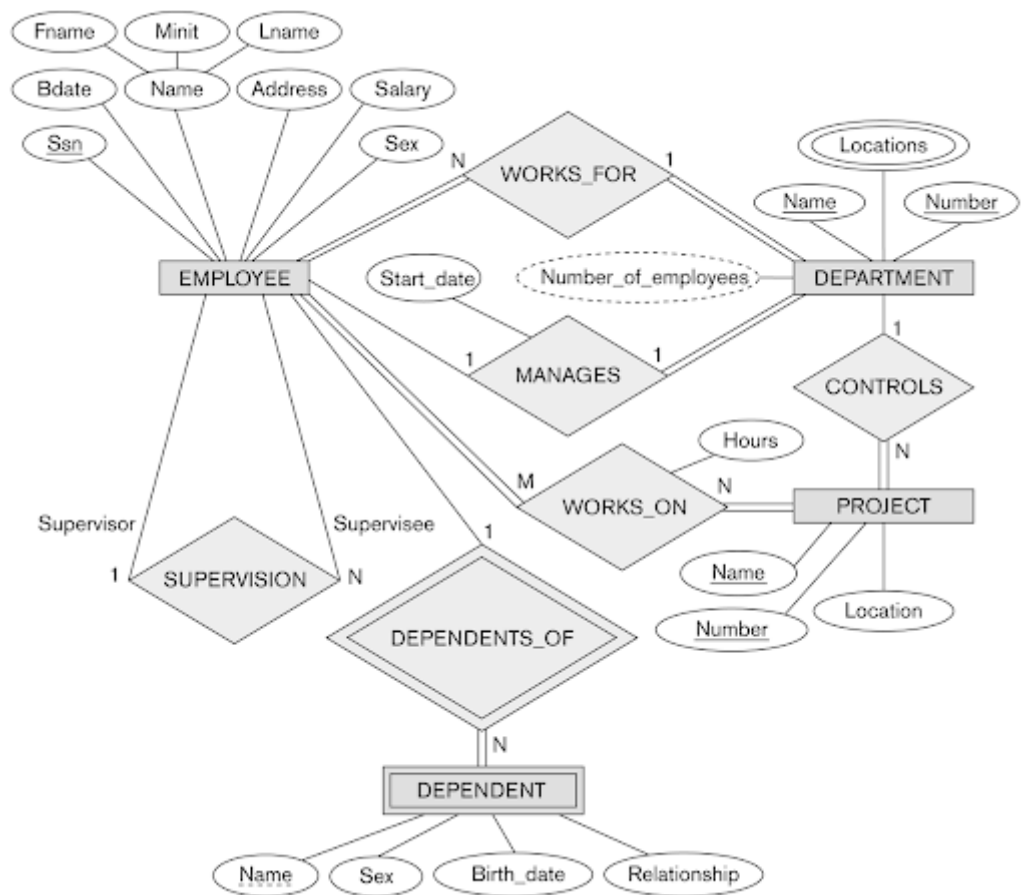 Fname
Minit
Lname
Bdate
Name
Address
Salary
Ssn
Sex
N
WORKS_FOR
1
Locations
Name
Number
EMPLOYEE
Start_date
Number_of_employees
DEPARTMENT
1
MANAGES
1
1
CONTROLS
N
Hours
M
WORKS_ON
N
PROJECT
Supervisor
Supervisee
1
SUPERVISION
N
1
Name
Number
Location
DEPENDENTS_OF
N
DEPENDENT
Name
Sex
Birth_date
Relationship